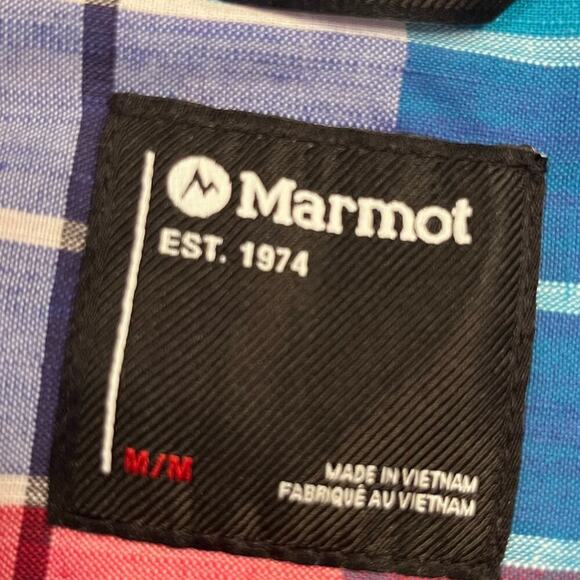 Marmot
EST. 1974
M/M
MADE IN VIETNAM
FABRIQUÉ AU VIETNAM